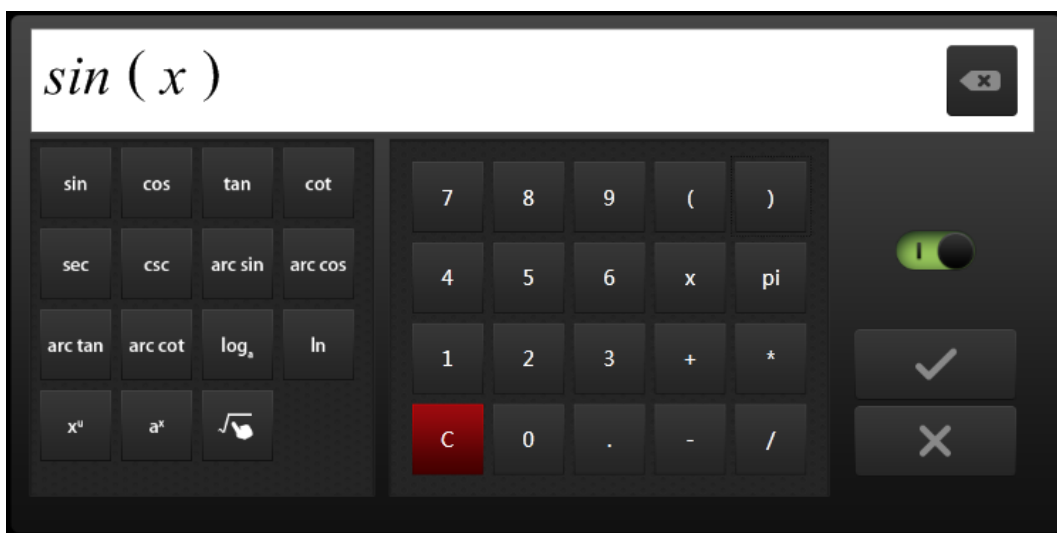 sin ( x )
sin cos tan cot
sec csc arc sin arc cos
arc tan arc cot logₐ ln
xᵘ aˣ √
7 8 9 ( )
4 5 6 x pi
1 2 3 + *
C 0 . - /